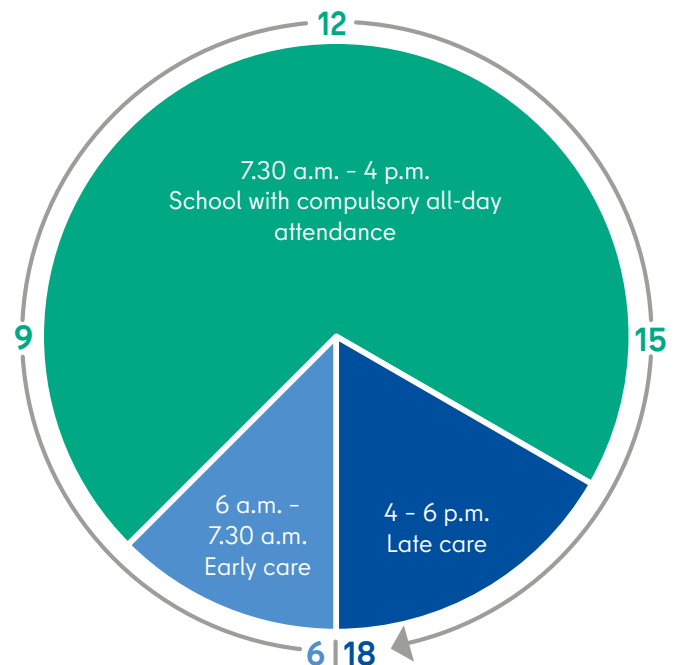 12
7.30 a.m. – 4 p.m.
School with compulsory all-day
attendance
9
15
6 a.m. –
7.30 a.m.
Early care
4 – 6 p.m.
Late care
6 | 18